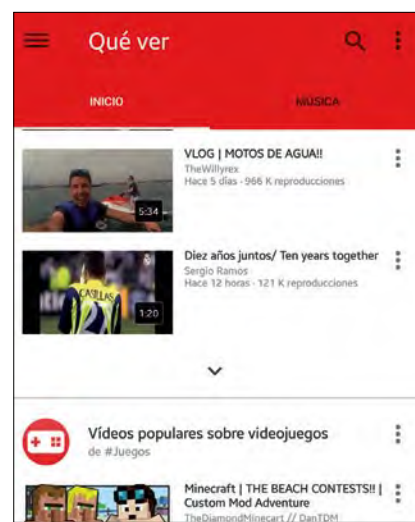 Qué ver
INICIO
MÚSICA
VLOG | MOTOS DE AGUA!!
TheWillyrex
Hace 5 días · 966 K reproducciones
5:34
Diez años juntos/ Ten years together
Sergio Ramos
Hace 12 horas · 121 K reproducciones
CASILLAS
1:20
Vídeos populares sobre videojuegos
de #Juegos
Minecraft | THE BEACH CONTESTS!! |
Custom Mod Adventure
TheDiamondMinecart // DanTDM